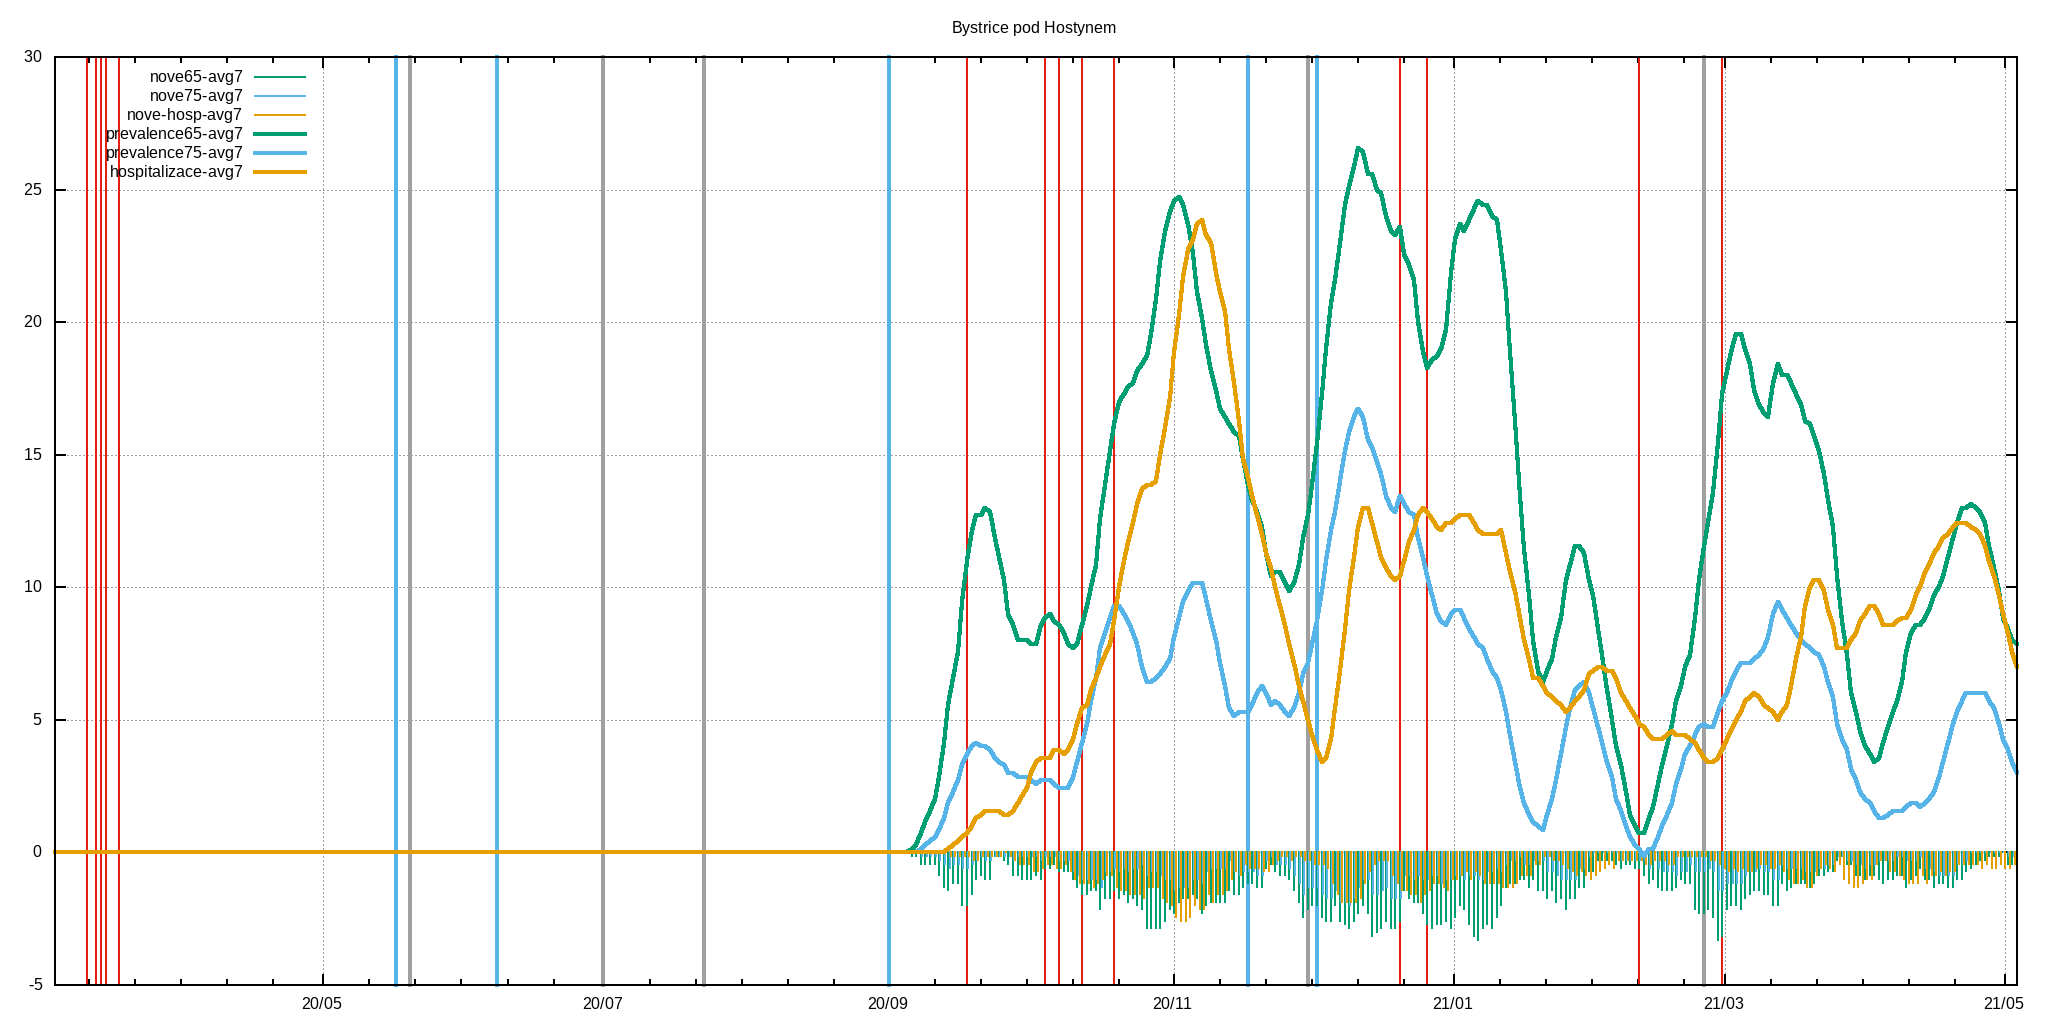 Bystrice pod Hostynem
30
nove65-avg7
nove75-avg7
nove-hosp-avg7
prevalence65-avg7
prevalence75-avg7
hospitalizace-avg7
25
20
15
10
5
0
-5
20/05 20/07 20/09 20/11 21/01 21/03 21/05